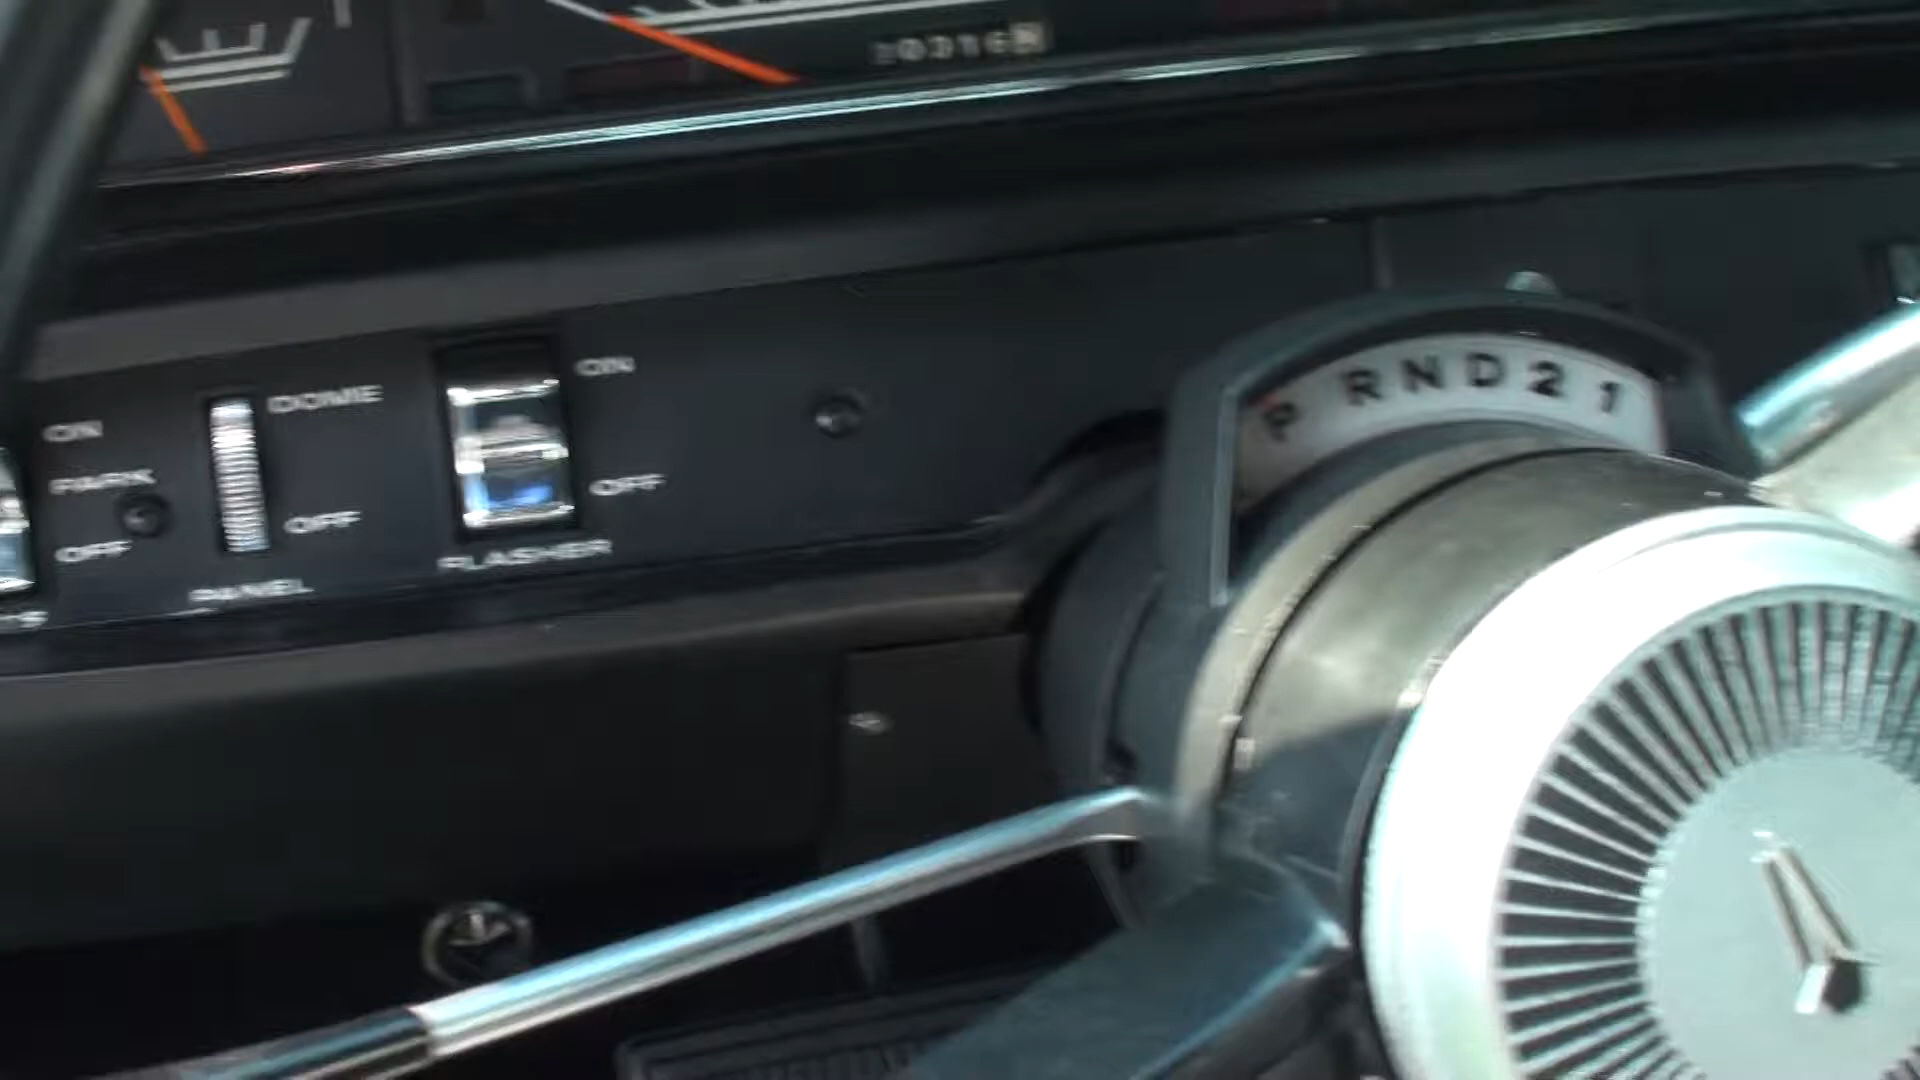 P R N D 2 1
ON
PARK
OFF
DOME
OFF
PANEL
ON
OFF
FLASHER